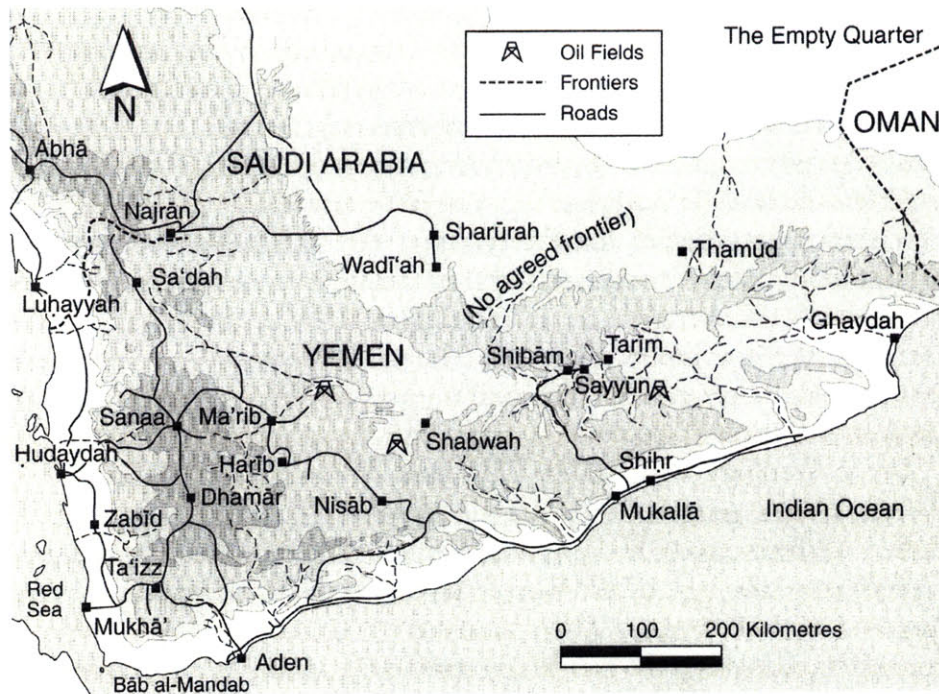 The Empty Quarter
Oil Fields
Frontiers
Roads
N
OMAN
Abhā
SAUDI ARABIA
Najrān
Sharūrah
(No agreed frontier)
Wadī‘ah
Thamūd
Sa‘dah
Luhayyah
Ghaydah
YEMEN
Tarīm
Shibām
Sayyūn
Sanaa
Ma’rib
Shabwah
Hudaydah
Harīb
Shiḥr
Dhamār
Nisāb
Mukallā
Indian Ocean
Zabīd
Ta‘izz
Red
Sea
Mukhā’
0 100 200 Kilometres
Aden
Bāb al-Mandab